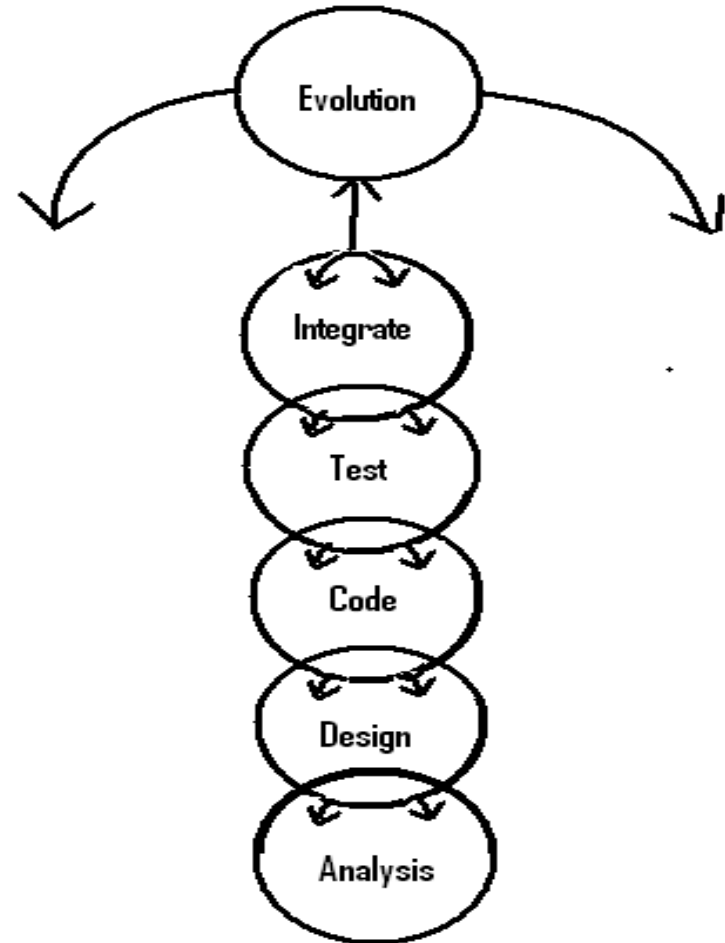 Evolution
Integrate
Test
Code
Design
Analysis